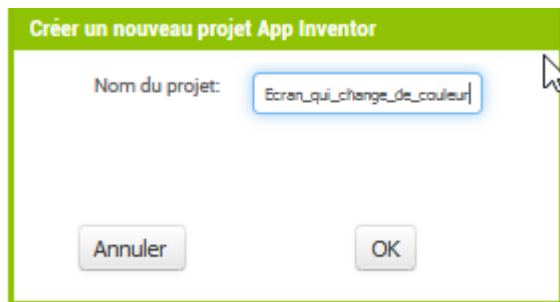 Créer un nouveau projet App Inventor
Nom du projet: Ecran_qui_change_de_couleur
Annuler OK